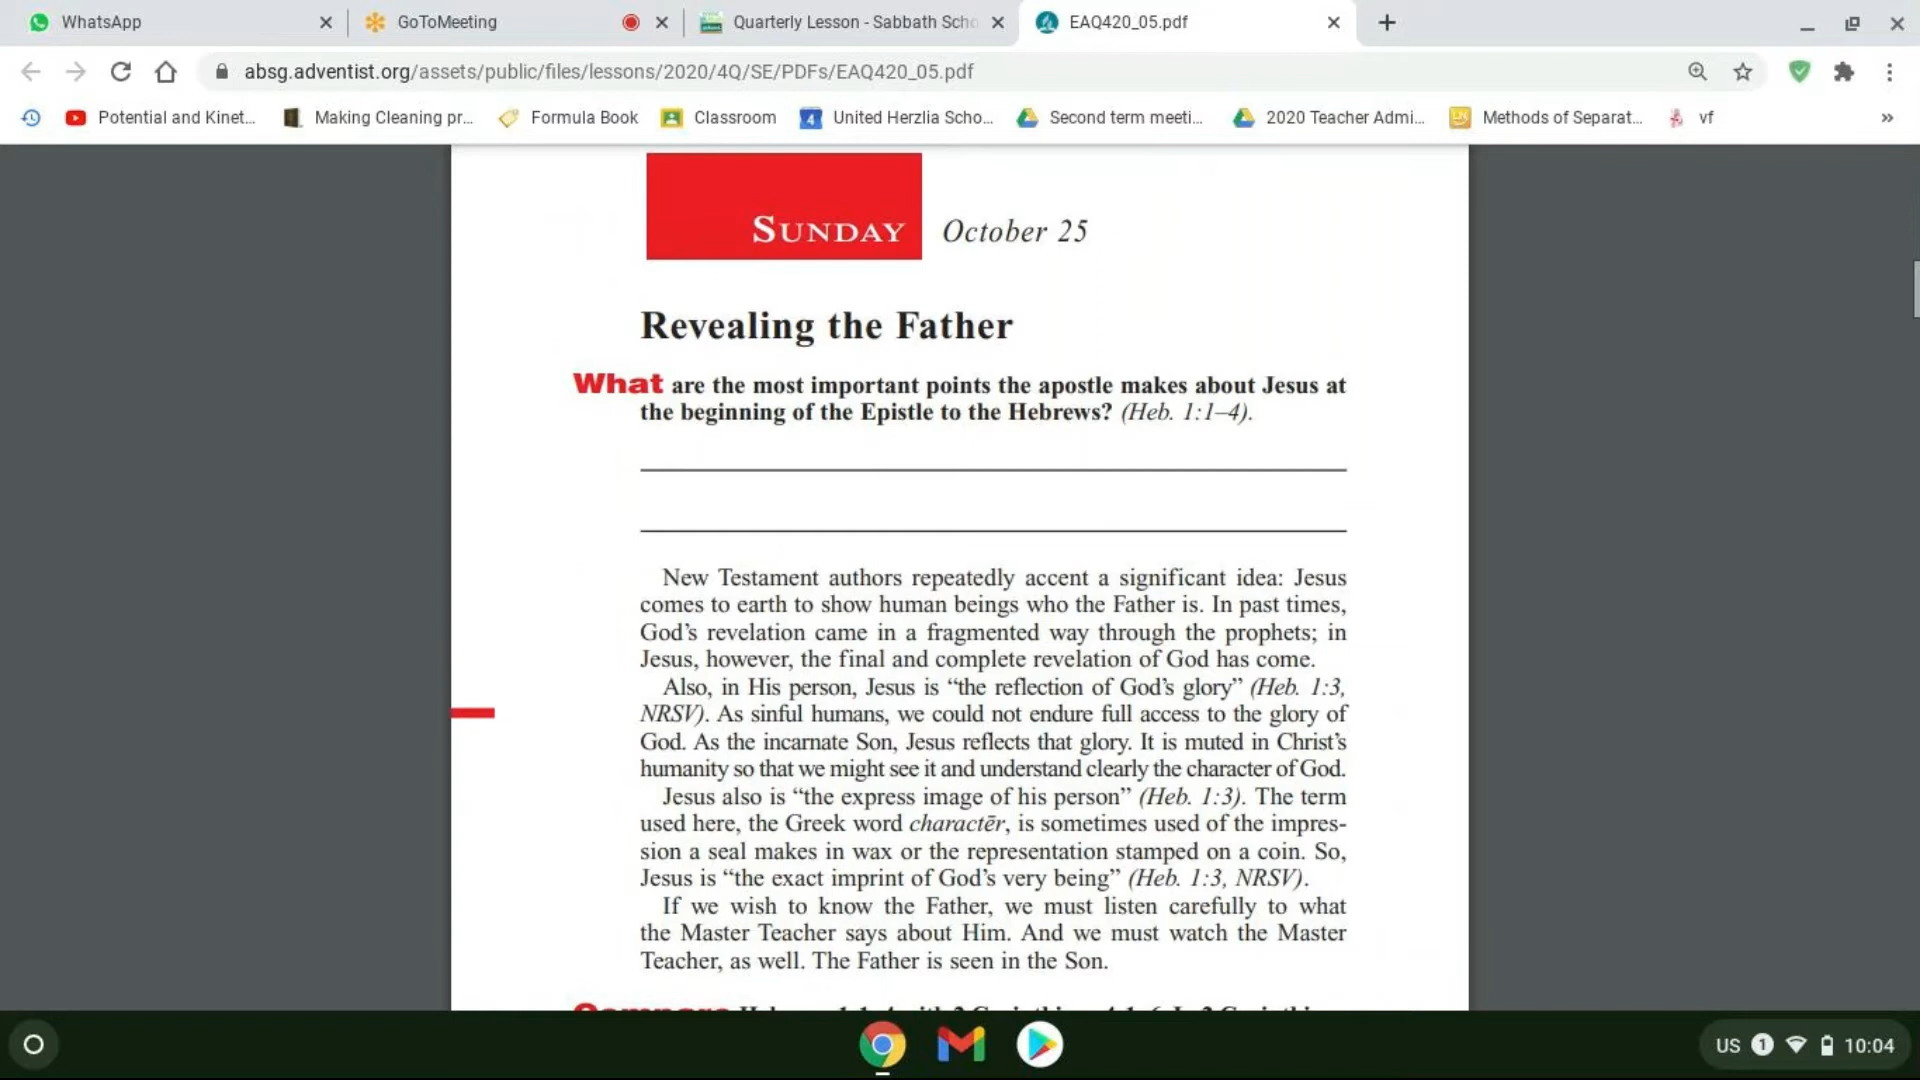 WhatsApp
GoToMeeting
Quarterly Lesson - Sabbath Scho
EAQ420_05.pdf
absg.adventist.org/assets/public/files/lessons/2020/4Q/SE/PDFs/EAQ420_05.pdf
Potential and Kinet...
Making Cleaning pr...
Formula Book
Classroom
4
United Herzlia Scho...
Second term meeti...
2020 Teacher Admi...
Methods of Separat...
vf
»
SUNDAY October 25
Revealing the Father
What are the most important points the apostle makes about Jesus at
the beginning of the Epistle to the Hebrews? (Heb. 1:1–4).
New Testament authors repeatedly accent a significant idea: Jesus
comes to earth to show human beings who the Father is. In past times,
God’s revelation came in a fragmented way through the prophets; in
Jesus, however, the final and complete revelation of God has come.
Also, in His person, Jesus is “the reflection of God’s glory” (Heb. 1:3,
NRSV). As sinful humans, we could not endure full access to the glory of
God. As the incarnate Son, Jesus reflects that glory. It is muted in Christ’s
humanity so that we might see it and understand clearly the character of God.
Jesus also is “the express image of his person” (Heb. 1:3). The term
used here, the Greek word charactēr, is sometimes used of the impres-
sion a seal makes in wax or the representation stamped on a coin. So,
Jesus is “the exact imprint of God’s very being” (Heb. 1:3, NRSV).
If we wish to know the Father, we must listen carefully to what
the Master Teacher says about Him. And we must watch the Master
Teacher, as well. The Father is seen in the Son.
US 1 10:04